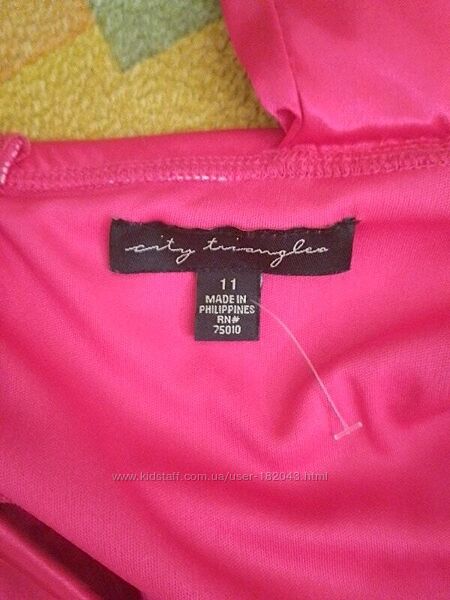 city triangles
11
MADE IN
PHILIPPINES
RN#
75010
www.kidstaff.com.ua/user-182043.html